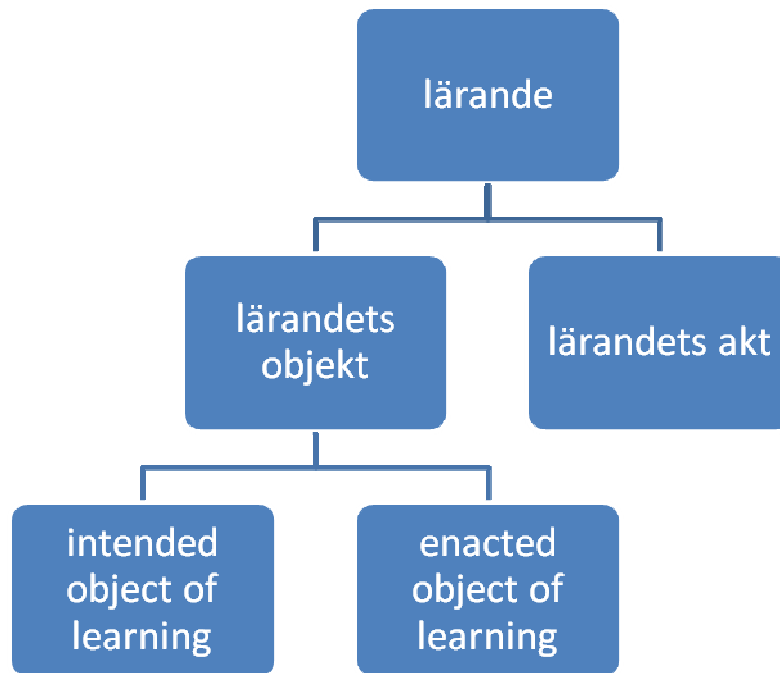 lärande
lärandets
objekt
lärandets akt
intended
object of
learning
enacted
object of
learning